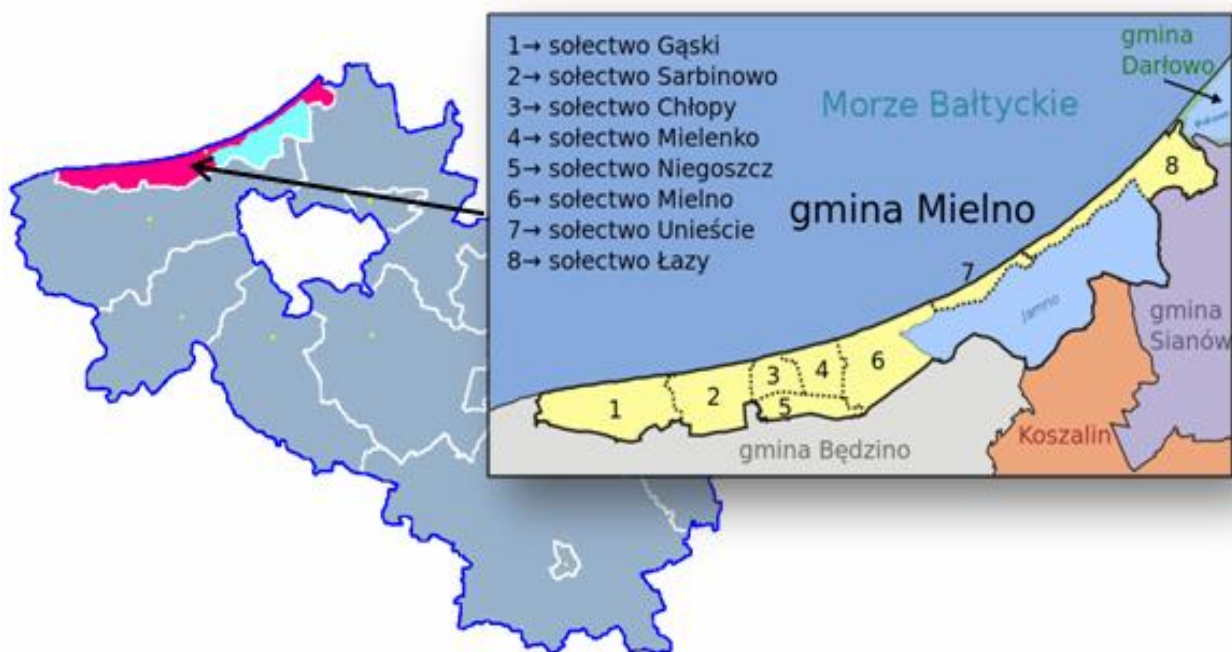 1→ sołectwo Gąski
2→ sołectwo Sarbinowo
3→ sołectwo Chłopy
4→ sołectwo Mielenko
5→ sołectwo Niegoszcz
6→ sołectwo Mielno
7→ sołectwo Unieście
8→ sołectwo Łazy
gmina
Darłowo
Morze Bałtyckie
gmina Mielno
8
7
Jamno
gmina
Sianów
6
4
3
2
1
5
Koszalin
gmina Będzino